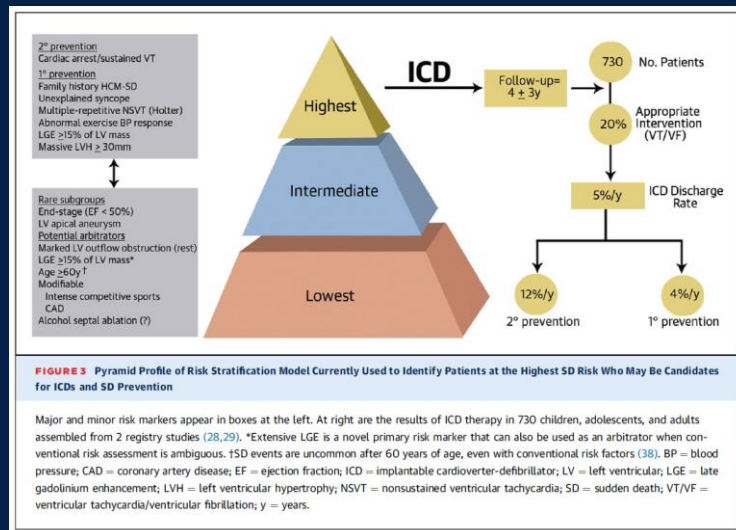 2° prevention
Cardiac arrest/sustained VT
1° prevention
Family history HCM-SD
Unexplained syncope
Multiple-repetitive NSVT (Holter)
Abnormal exercise BP response
LGE ≥15% of LV mass
Massive LVH ≥ 30mm
Rare subgroups
End-stage (EF < 50%)
LV apical aneurysm
Potential arbitrators
Marked LV outflow obstruction (rest)
LGE ≥15% of LV mass*
Age ≥60y †
Modifiable
Intense competitive sports
CAD
Alcohol septal ablation (?)
Highest
Intermediate
Lowest
ICD
Follow-up=
4 ± 3y
730
No. Patients
20%
Appropriate
Intervention
(VT/VF)
5%/y
ICD Discharge
Rate
12%/y
2° prevention
4%/y
1° prevention
FIGURE 3 Pyramid Profile of Risk Stratification Model Currently Used to Identify Patients at the Highest SD Risk Who May Be Candidates
for ICDs and SD Prevention
Major and minor risk markers appear in boxes at the left. At right are the results of ICD therapy in 730 children, adolescents, and adults
assembled from 2 registry studies (28,29). *Extensive LGE is a novel primary risk marker that can also be used as an arbitrator when con-
ventional risk assessment is ambiguous. †SD events are uncommon after 60 years of age, even with conventional risk factors (38). BP = blood
pressure; CAD = coronary artery disease; EF = ejection fraction; ICD = implantable cardioverter-defibrillator; LV = left ventricular; LGE = late
gadolinium enhancement; LVH = left ventricular hypertrophy; NSVT = nonsustained ventricular tachycardia; SD = sudden death; VT/VF =
ventricular tachycardia/ventricular fibrillation; y = years.